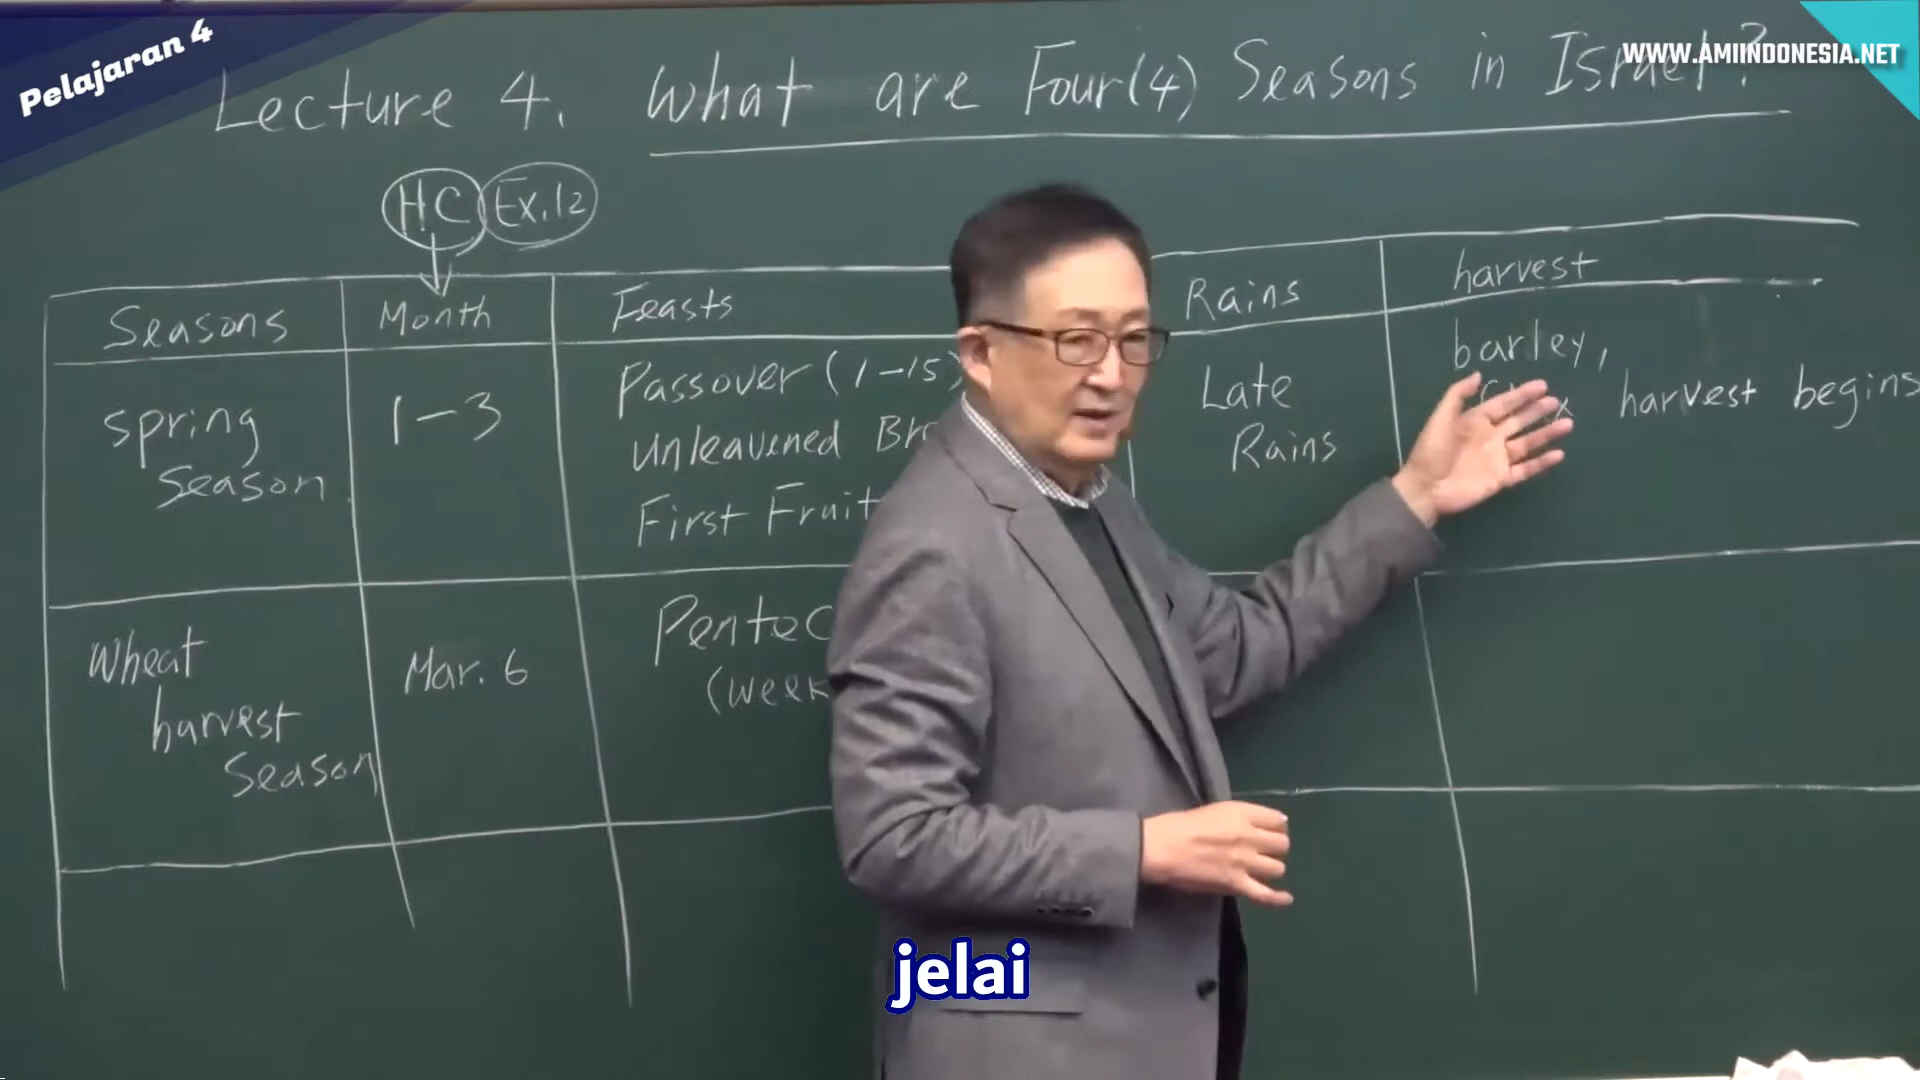 Pelajaran 4
WWW.AMIINDONESIA.NET
Lecture 4. What are Four(4) Seasons in Israel?
HC Ex.12
Seasons Month Feasts Rains harvest
spring season 1-3 Passover (1-15)
unleavened
First
Late Rains
barley,
harvest begins
Wheat harvest season Mar. 6
jelai